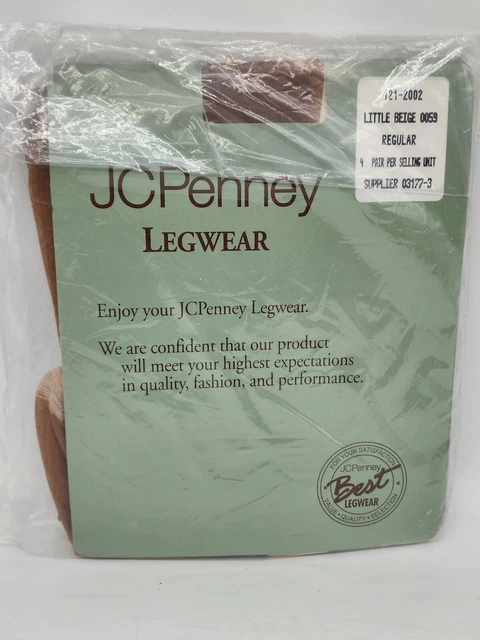 121-2002
LITTLE BEIGE 0059
REGULAR
4 PAIR PER SELLING UNIT
SUPPLIER 03177-3
JCPenney
LEGWEAR
Enjoy your JCPenney Legwear.
We are confident that our product
will meet your highest expectations
in quality, fashion, and performance.
FOR YOUR SATISFACTION
JCPenney
Best
LEGWEAR
VALUE • QUALITY • SELECTION